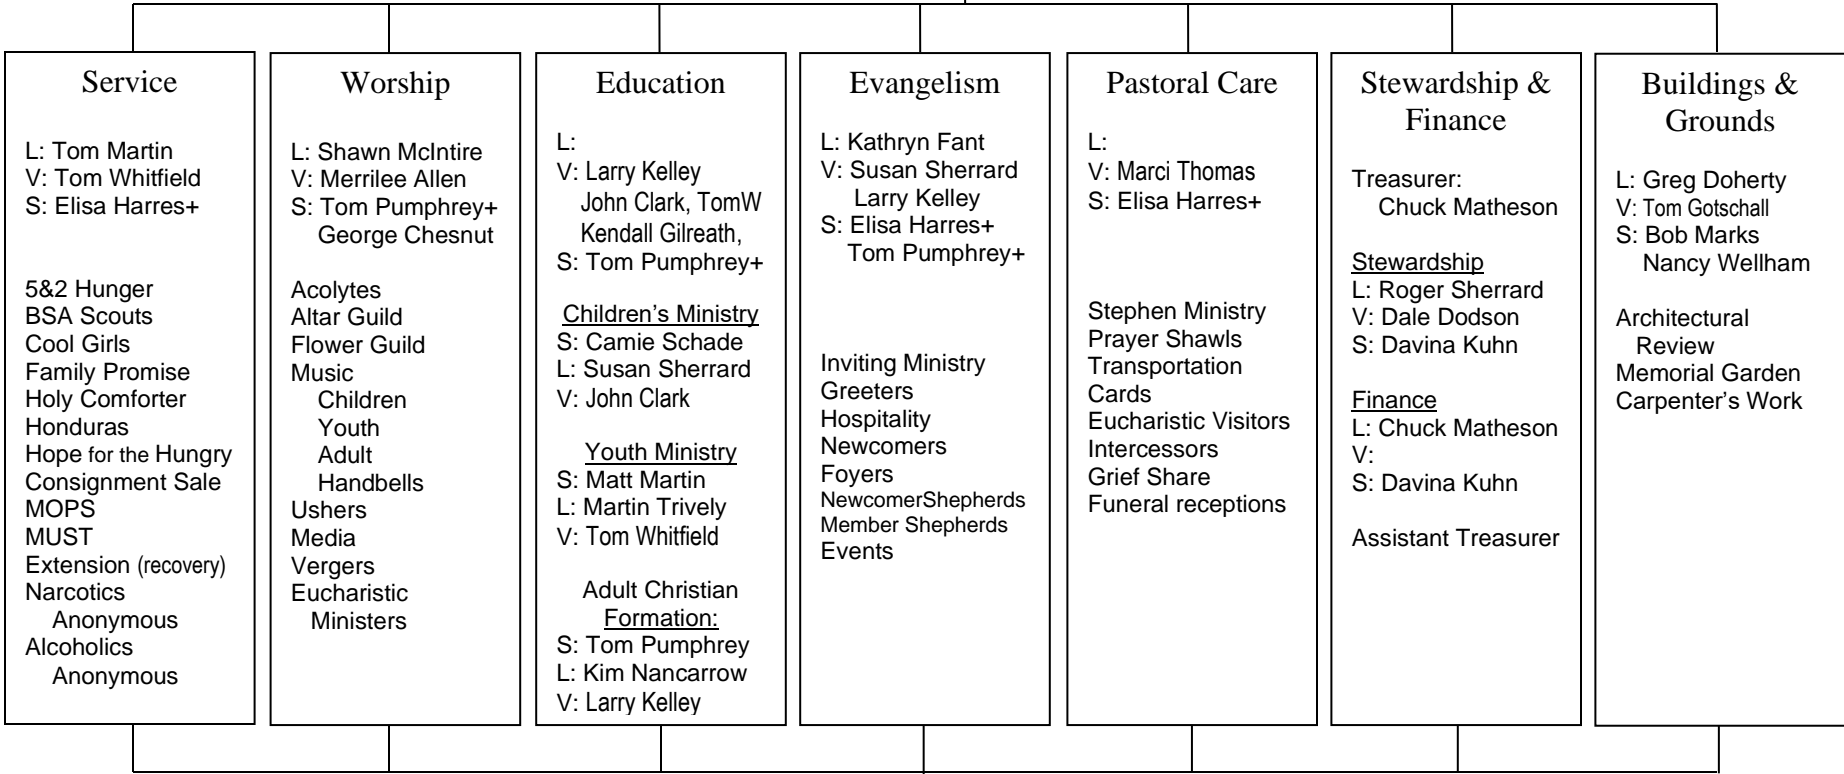 Service
L: Tom Martin
V: Tom Whitfield
S: Elisa Harres+
5&2 Hunger
BSA Scouts
Cool Girls
Family Promise
Holy Comforter
Honduras
Hope for the Hungry
Consignment Sale
MOPS
MUST
Extension (recovery)
Narcotics
Anonymous
Alcoholics
Anonymous
Worship
L: Shawn McIntire
V: Merrilee Allen
S: Tom Pumphrey+
George Chesnut
Acolytes
Altar Guild
Flower Guild
Music
Children
Youth
Adult
Handbells
Ushers
Media
Vergers
Eucharistic
Ministers
Education
L:
V: Larry Kelley
John Clark, TomW
Kendall Gilreath,
S: Tom Pumphrey+
Children’s Ministry
S: Camie Schade
L: Susan Sherrard
V: John Clark
Youth Ministry
S: Matt Martin
L: Martin Trively
V: Tom Whitfield
Adult Christian
Formation:
S: Tom Pumphrey
L: Kim Nancarrow
V: Larry Kelley
Evangelism
L: Kathryn Fant
V: Susan Sherrard
Larry Kelley
S: Elisa Harres+
Tom Pumphrey+
Inviting Ministry
Greeters
Hospitality
Newcomers
Foyers
NewcomerShepherds
Member Shepherds
Events
Pastoral Care
L:
V: Marci Thomas
S: Elisa Harres+
Stephen Ministry
Prayer Shawls
Transportation
Cards
Eucharistic Visitors
Intercessors
Grief Share
Funeral receptions
Stewardship &
Finance
Treasurer:
Chuck Matheson
Stewardship
L: Roger Sherrard
V: Dale Dodson
S: Davina Kuhn
Finance
L: Chuck Matheson
V:
S: Davina Kuhn
Assistant Treasurer
Buildings &
Grounds
L: Greg Doherty
V: Tom Gotschall
S: Bob Marks
Nancy Wellham
Architectural
Review
Memorial Garden
Carpenter’s Work